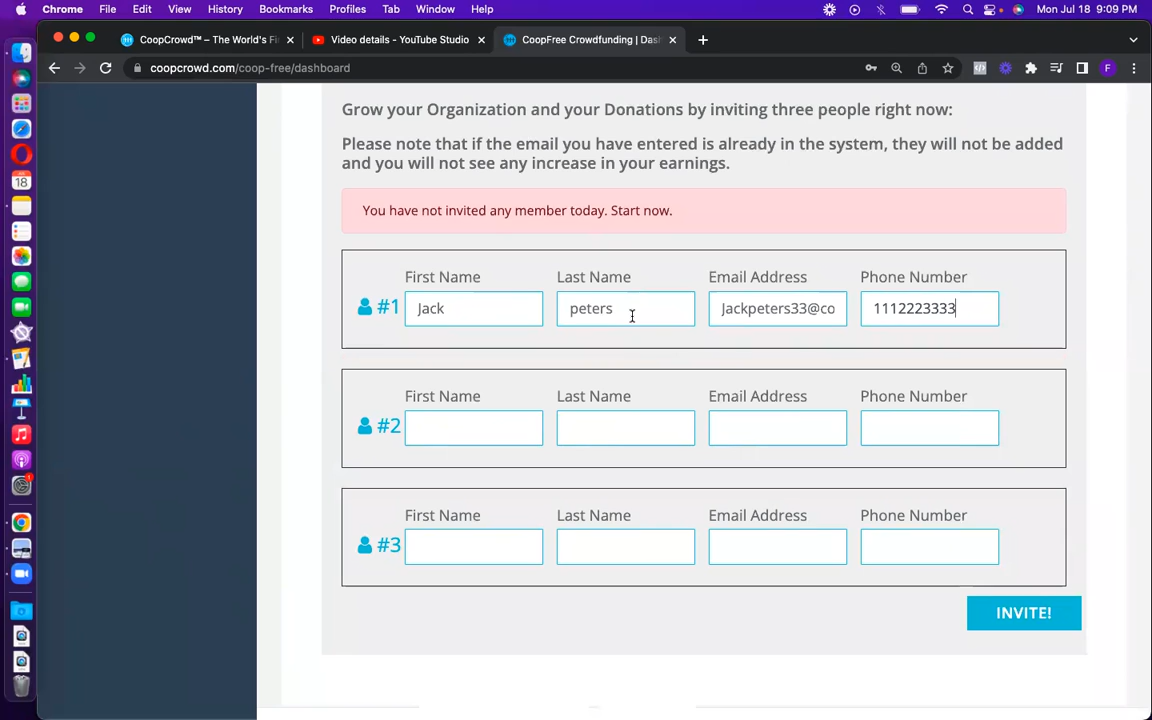 Chrome File Edit View History Bookmarks Profiles Tab Window Help Mon Jul 18 9:09 PM
CoopCrowd™ – The World's Fi Video details - YouTube Studio CoopFree Crowdfunding | Das
coopcrowd.com/coop-free/dashboard F
Grow your Organization and your Donations by inviting three people right now:
Please note that if the email you have entered is already in the system, they will not be added
and you will not see any increase in your earnings.
You have not invited any member today. Start now.
First Name Last Name Email Address Phone Number
#1 Jack peters Jackpeters33@co 1112223333
First Name Last Name Email Address Phone Number
#2
First Name Last Name Email Address Phone Number
#3
INVITE!